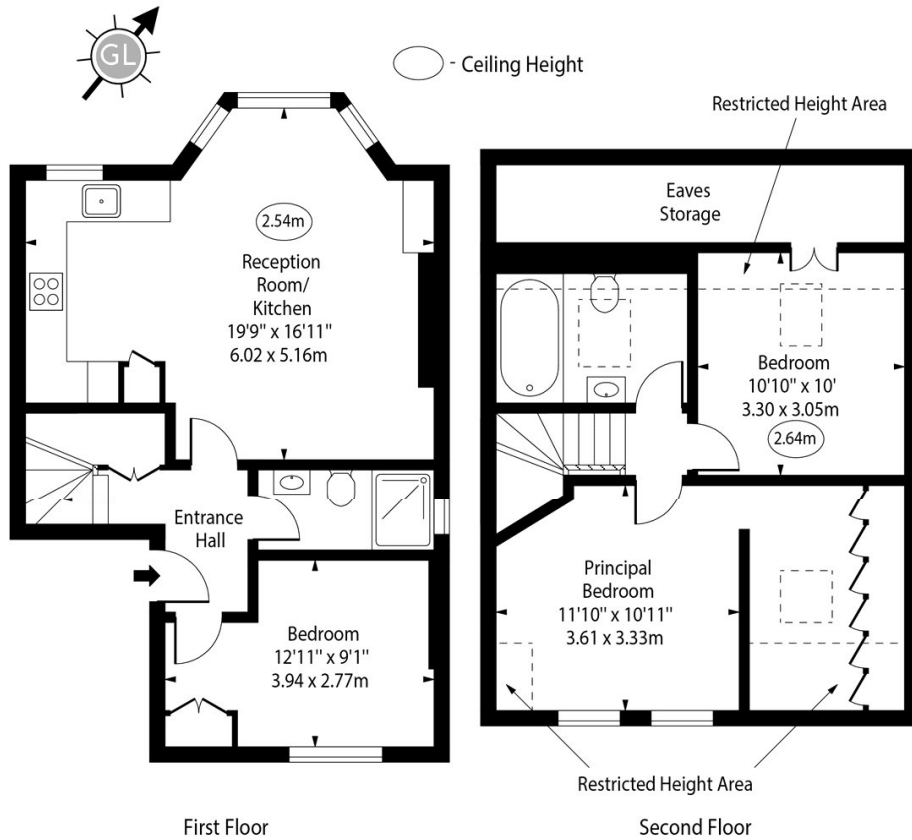 GL
- Ceiling Height
Restricted Height Area
2.54m
Reception
Room/
Kitchen
19'9" x 16'11"
6.02 x 5.16m
Entrance
Hall
Bedroom
12'11" x 9'1"
3.94 x 2.77m
First Floor
Eaves
Storage
Bedroom
10'10" x 10'
3.30 x 3.05m
2.64m
Principal
Bedroom
11'10" x 10'11"
3.61 x 3.33m
Restricted Height Area
Second Floor